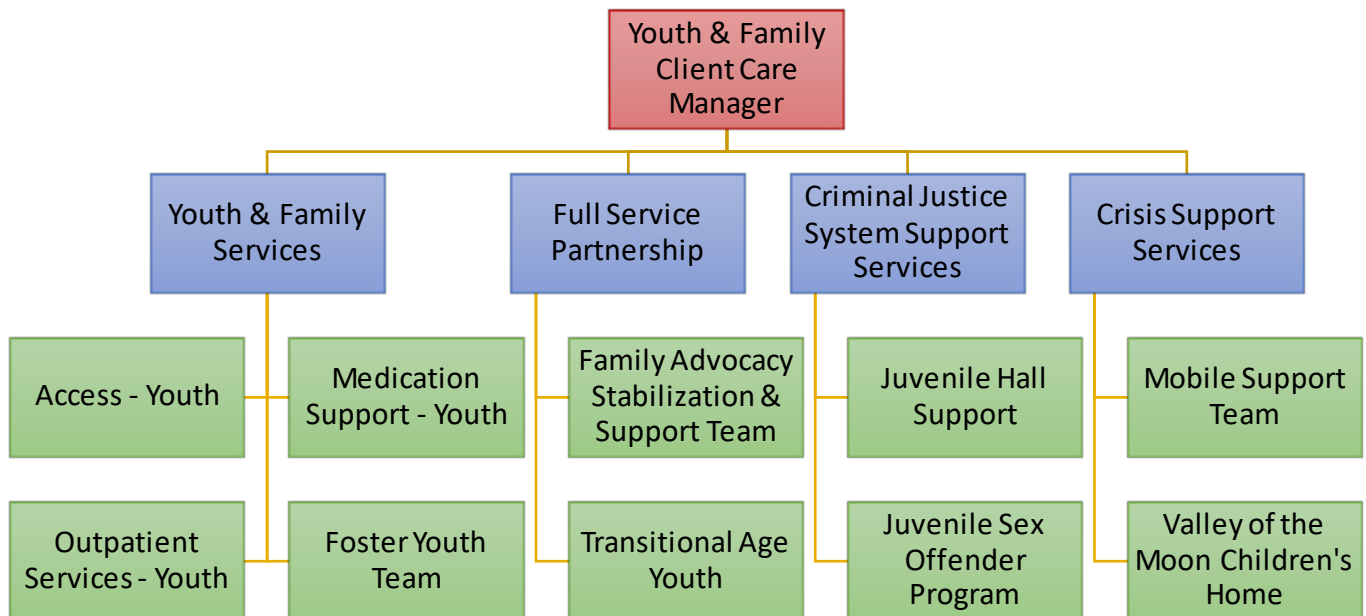 Youth & Family
Client Care
Manager
Youth & Family
Services
Full Service
Partnership
Criminal Justice
System Support
Services
Crisis Support
Services
Access - Youth
Medication
Support - Youth
Family Advocacy
Stabilization &
Support Team
Juvenile Hall
Support
Mobile Support
Team
Outpatient
Services - Youth
Foster Youth
Team
Transitional Age
Youth
Juvenile Sex
Offender
Program
Valley of the
Moon Children's
Home